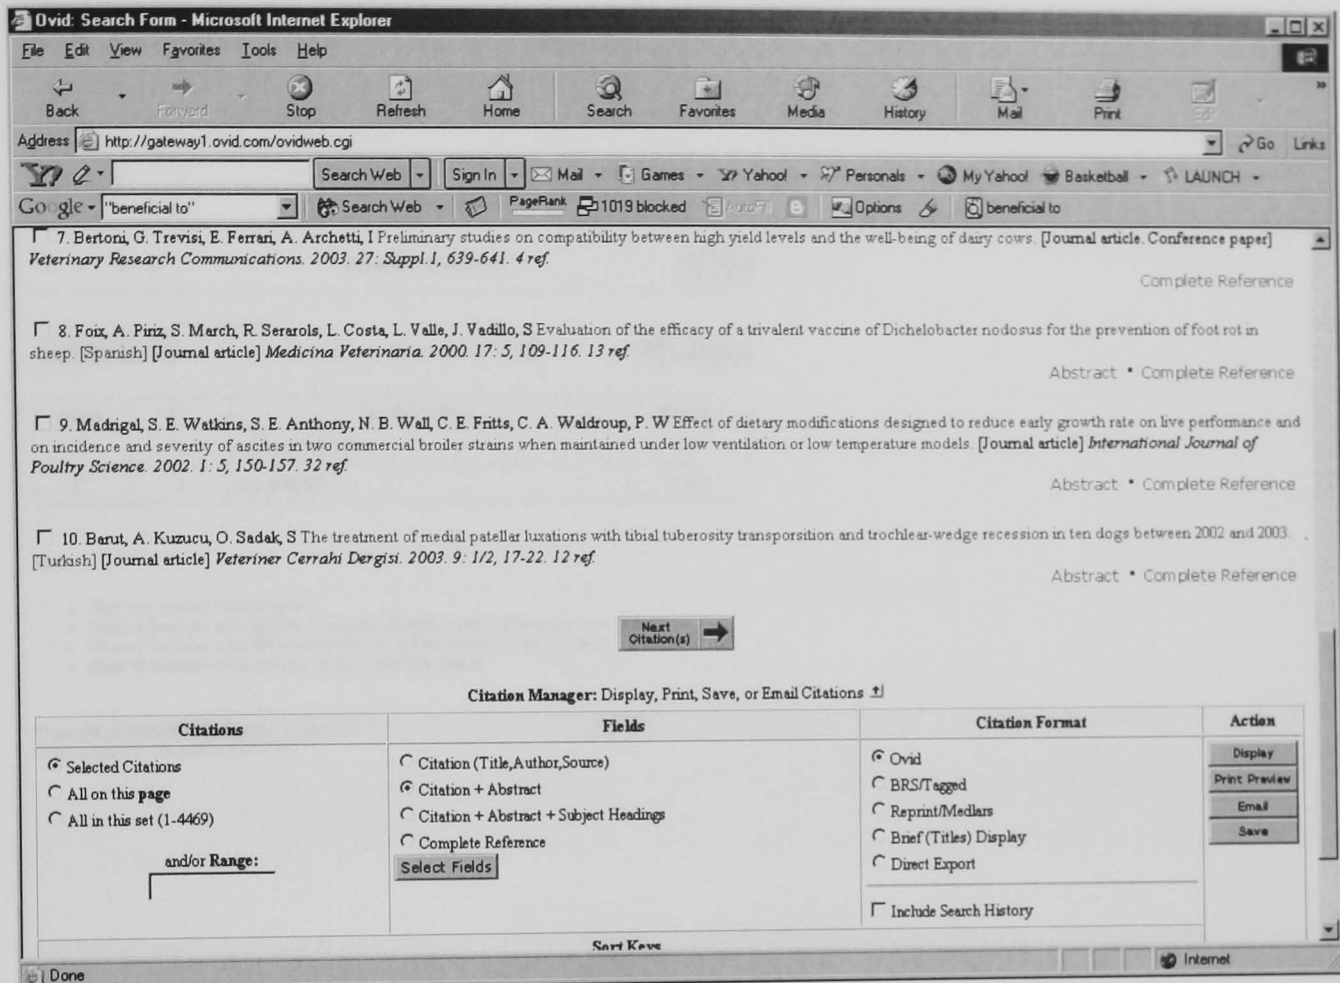 Ovid: Search Form - Microsoft Internet Explorer
File Edit View Favorites Tools Help
Back Forward Stop Refresh Home Search Favorites Media History Mail Print Edit
Address http://gateway1.ovid.com/ovidweb.cgi Go Links
Search Web Sign In Mail Games Yahoo! Personals My Yahoo! Basketball LAUNCH
Google "beneficial to" Search Web PageRank 1019 blocked AutoFill Options beneficial to
7. Bertoni, G. Trevisi, E. Ferrari, A. Archetti, I Preliminary studies on compatibility between high yield levels and the well-being of dairy cows. [Journal article. Conference paper]
Veterinary Research Communications. 2003. 27: Suppl.1, 639-641. 4 ref.
Complete Reference
8. Foix, A. Piriz, S. March, R. Serarols, L. Costa, L. Valle, J. Vadillo, S Evaluation of the efficacy of a trivalent vaccine of Dichelobacter nodosus for the prevention of foot rot in
sheep. [Spanish] [Journal article] Medicina Veterinaria. 2000. 17: 5, 109-116. 13 ref.
Abstract • Complete Reference
9. Madrigal, S. E. Watkins, S. E. Anthony, N. B. Wall, C. E. Fritts, C. A. Waldroup, P. W Effect of dietary modifications designed to reduce early growth rate on live performance and
on incidence and severity of ascites in two commercial broiler strains when maintained under low ventilation or low temperature models. [Journal article] International Journal of
Poultry Science. 2002. 1: 5, 150-157. 32 ref.
Abstract • Complete Reference
10. Barut, A. Kuzucu, O. Sadak, S The treatment of medial patellar luxations with tibial tuberosity transporsition and trochlear-wedge recession in ten dogs between 2002 and 2003.
[Turkish] [Journal article] Veteriner Cerrahi Dergisi. 2003. 9: 1/2, 17-22. 12 ref.
Abstract • Complete Reference
Next
Citation(s)
Citation Manager: Display, Print, Save, or Email Citations
Citations Fields Citation Format Action
Selected Citations
All on this page
All in this set (1-4469)
and/or Range:
Citation (Title,Author,Source)
Citation + Abstract
Citation + Abstract + Subject Headings
Complete Reference
Select Fields
Ovid
BRS/Tagged
Reprint/Medlars
Brief (Titles) Display
Direct Export
Include Search History
Display
Print Preview
Email
Save
Sort Keys
Done Internet